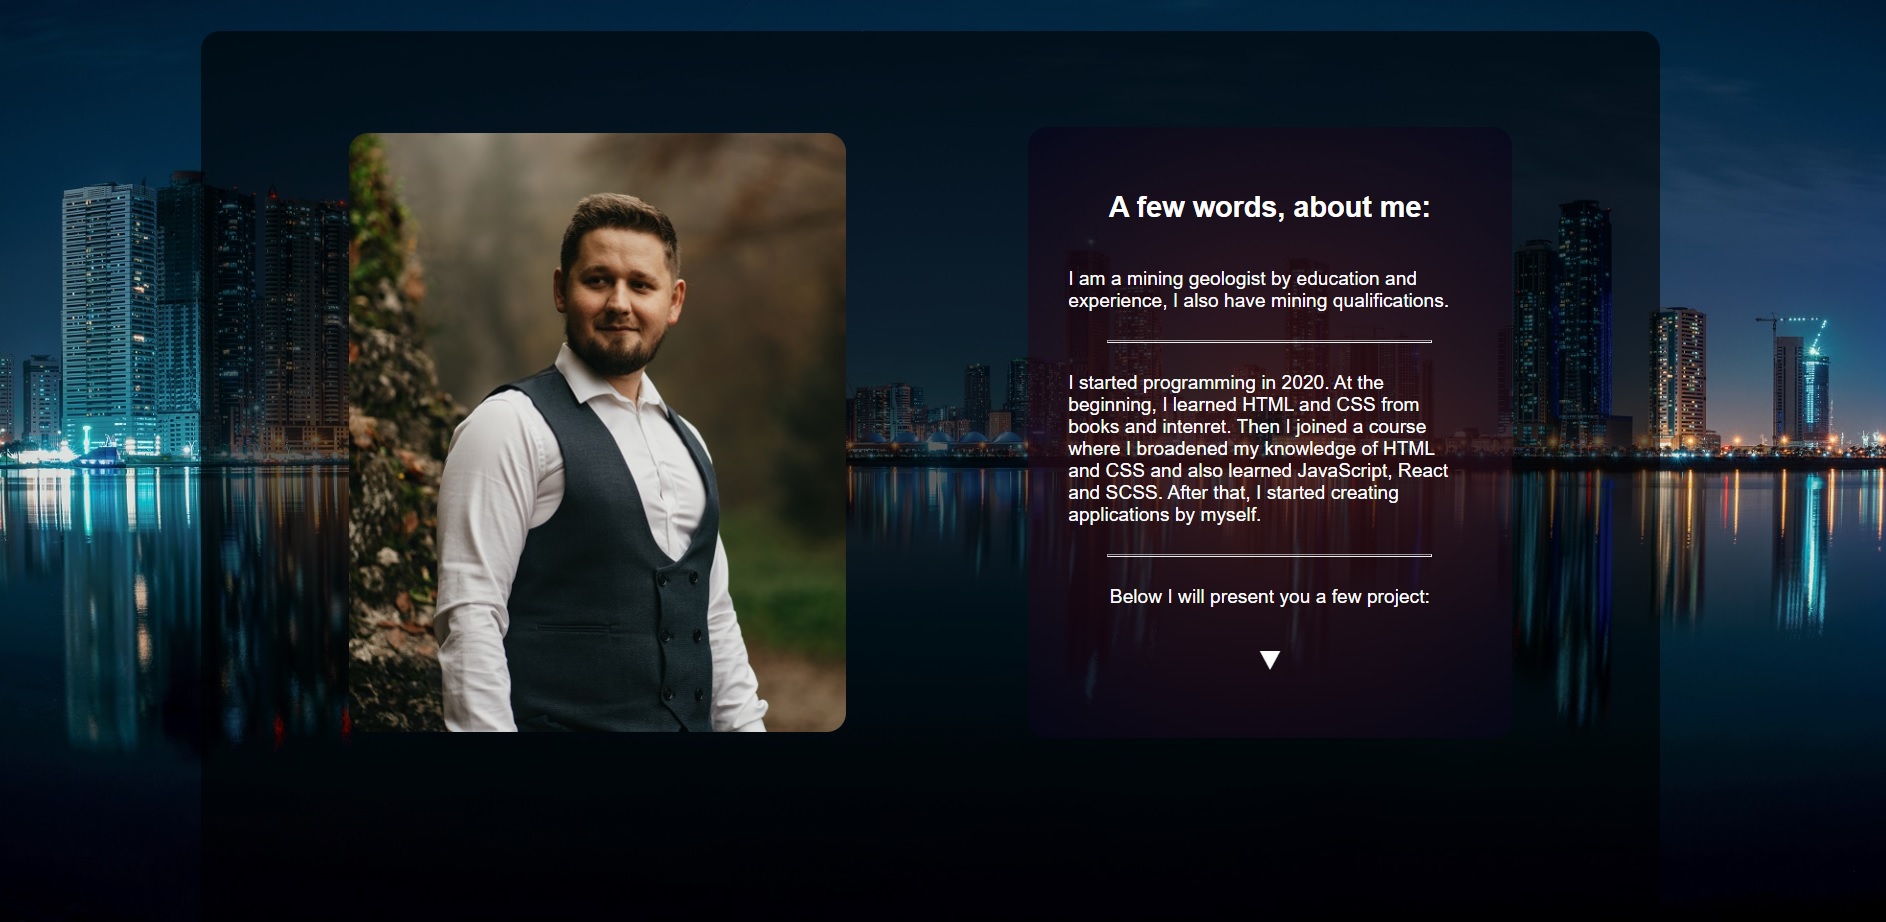 A few words, about me:
I am a mining geologist by education and
experience, I also have mining qualifications.
I started programming in 2020. At the
beginning, I learned HTML and CSS from
books and intenret. Then I joined a course
where I broadened my knowledge of HTML
and CSS and also learned JavaScript, React
and SCSS. After that, I started creating
applications by myself.
Below I will present you a few project: